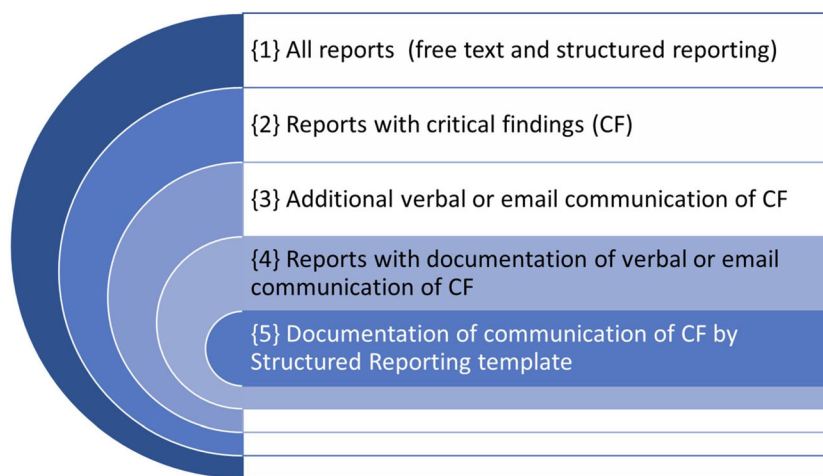 {1} All reports (free text and structured reporting)
{2} Reports with critical findings (CF)
{3} Additional verbal or email communication of CF
{4} Reports with documentation of verbal or email
communication of CF
{5} Documentation of communication of CF by
Structured Reporting template